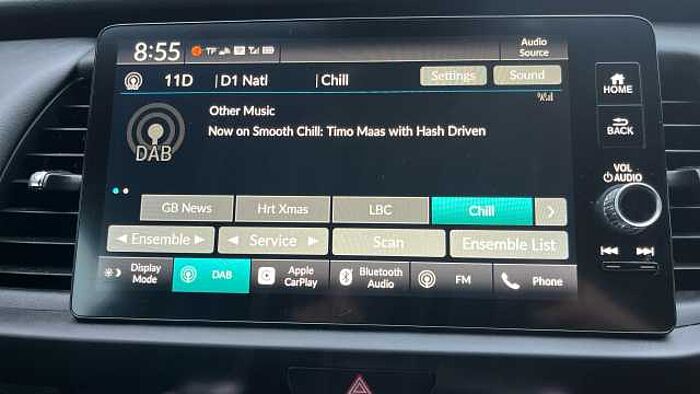 8:55 TF
Audio
Source
11D |D1 Natl |Chill Settings Sound
Other Music
Now on Smooth Chill: Timo Maas with Hash Driven
DAB
GB News Hrt Xmas LBC Chill
Ensemble Service Scan Ensemble List
Display
Mode
DAB
Apple
CarPlay
Bluetooth
Audio
FM
Phone
HOME
BACK
VOL
AUDIO